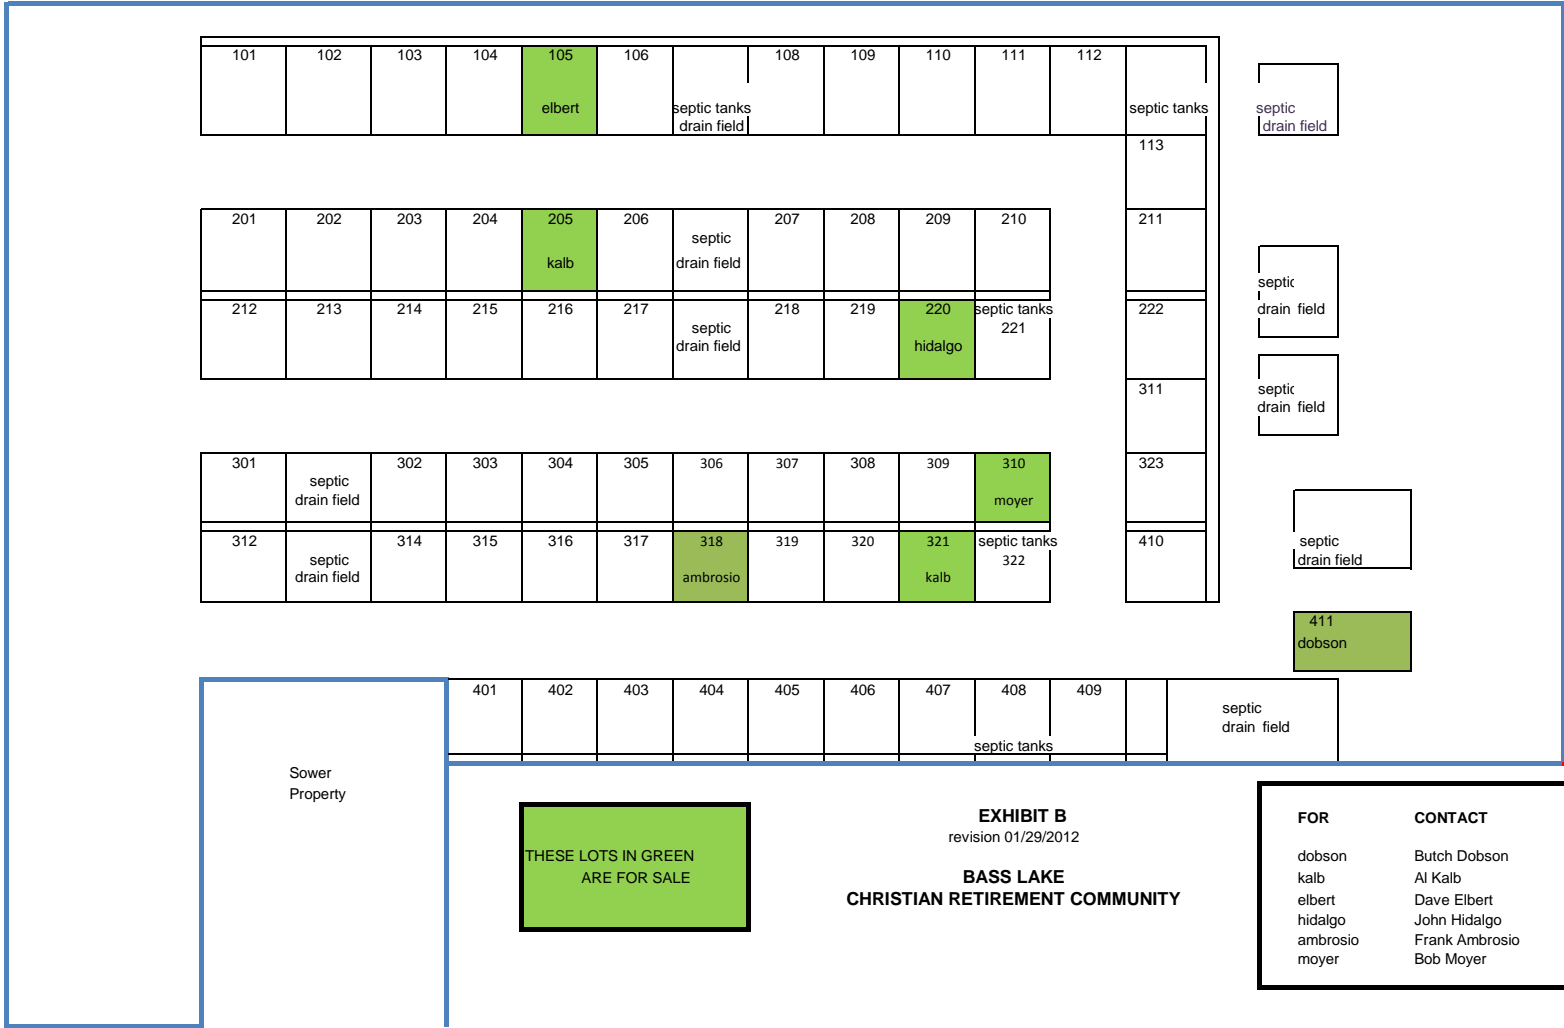 101 102 103 104 105 106 108 109 110 111 112
elbert septic tanks septic tanks septic
drain field drain field
113
201 202 203 204 205 206 207 208 209 210 211
septic
kalb drain field
septic
212 213 214 215 216 217 218 219 220 septic tanks 222 drain field
septic 221
drain field hidalgo
311 septic
drain field
301 302 303 304 305 306 307 308 309 310 323
septic
drain field moyer
312 314 315 316 317 318 319 320 321 septic tanks 410 septic
septic 322 drain field
drain field ambrosio kalb
411
dobson
401 402 403 404 405 406 407 408 409
septic
drain field
septic tanks
Sower
Property
THESE LOTS IN GREEN
ARE FOR SALE
EXHIBIT B
revision 01/29/2012
BASS LAKE
CHRISTIAN RETIREMENT COMMUNITY
FOR CONTACT
dobson Butch Dobson
kalb Al Kalb
elbert Dave Elbert
hidalgo John Hidalgo
ambrosio Frank Ambrosio
moyer Bob Moyer